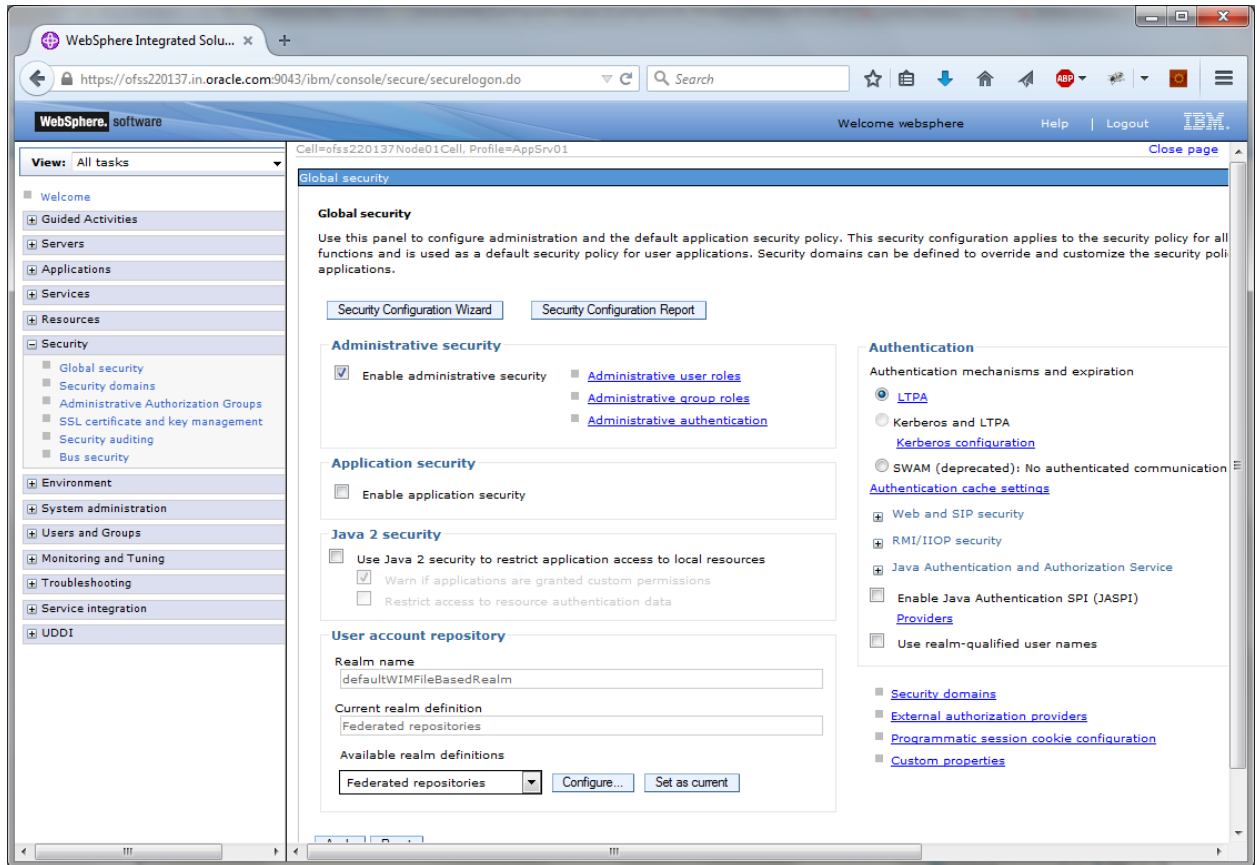 WebSphere Integrated Solu...
https://ofss220137.in.oracle.com:9043/ibm/console/secure/securelogon.do
Search
ABP
WebSphere. software
Welcome websphere
Help | Logout
IBM.
View: All tasks
Welcome
Guided Activities
Servers
Applications
Services
Resources
Security
Global security
Security domains
Administrative Authorization Groups
SSL certificate and key management
Security auditing
Bus security
Environment
System administration
Users and Groups
Monitoring and Tuning
Troubleshooting
Service integration
UDDI
Cell=ofss220137Node01Cell, Profile=AppSrv01
Close page
Global security
Global security
Use this panel to configure administration and the default application security policy. This security configuration applies to the security policy for all
functions and is used as a default security policy for user applications. Security domains can be defined to override and customize the security poli
applications.
Security Configuration Wizard
Security Configuration Report
Administrative security
Enable administrative security
Administrative user roles
Administrative group roles
Administrative authentication
Application security
Enable application security
Java 2 security
Use Java 2 security to restrict application access to local resources
Warn if applications are granted custom permissions
Restrict access to resource authentication data
User account repository
Realm name
defaultWIMFileBasedRealm
Current realm definition
Federated repositories
Available realm definitions
Federated repositories
Configure...
Set as current
Authentication
Authentication mechanisms and expiration
LTPA
Kerberos and LTPA
Kerberos configuration
SWAM (deprecated): No authenticated communication
Authentication cache settings
Web and SIP security
RMI/IIOP security
Java Authentication and Authorization Service
Enable Java Authentication SPI (JASPI)
Providers
Use realm-qualified user names
Security domains
External authorization providers
Programmatic session cookie configuration
Custom properties